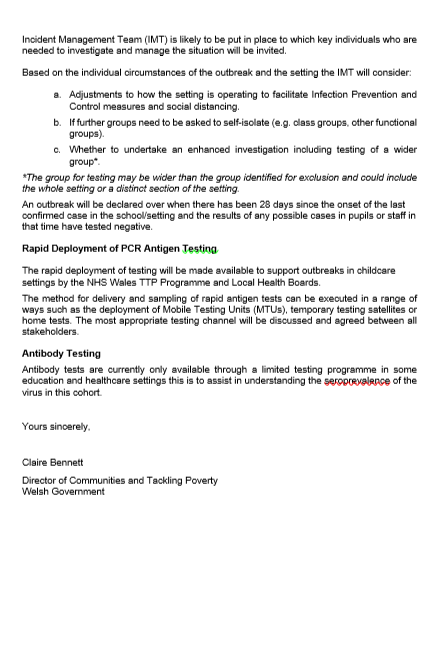 Incident Management Team (IMT) is likely to be put in place to which key individuals who are
needed to investigate and manage the situation will be invited.
Based on the individual circumstances of the outbreak and the setting the IMT will consider:
a. Adjustments to how the setting is operating to facilitate Infection Prevention and
Control measures and social distancing.
b. If further groups need to be asked to self-isolate (e.g. class groups, other functional
groups).
c. Whether to undertake an enhanced investigation including testing of a wider
group*.
*The group for testing may be wider than the group identified for exclusion and could include
the whole setting or a distinct section of the setting.
An outbreak will be declared over when there has been 28 days since the onset of the last
confirmed case in the school/setting and the results of any possible cases in pupils or staff in
that time have tested negative.
Rapid Deployment of PCR Antigen Testing
The rapid deployment of testing will be made available to support outbreaks in childcare
settings by the NHS Wales TTP Programme and Local Health Boards.
The method for delivery and sampling of rapid antigen tests can be executed in a range of
ways such as the deployment of Mobile Testing Units (MTUs), temporary testing satellites or
home tests. The most appropriate testing channel will be discussed and agreed between all
stakeholders.
Antibody Testing
Antibody tests are currently only available through a limited testing programme in some
education and healthcare settings this is to assist in understanding the seroprevalence of the
virus in this cohort.
Yours sincerely,
Claire Bennett
Director of Communities and Tackling Poverty
Welsh Government